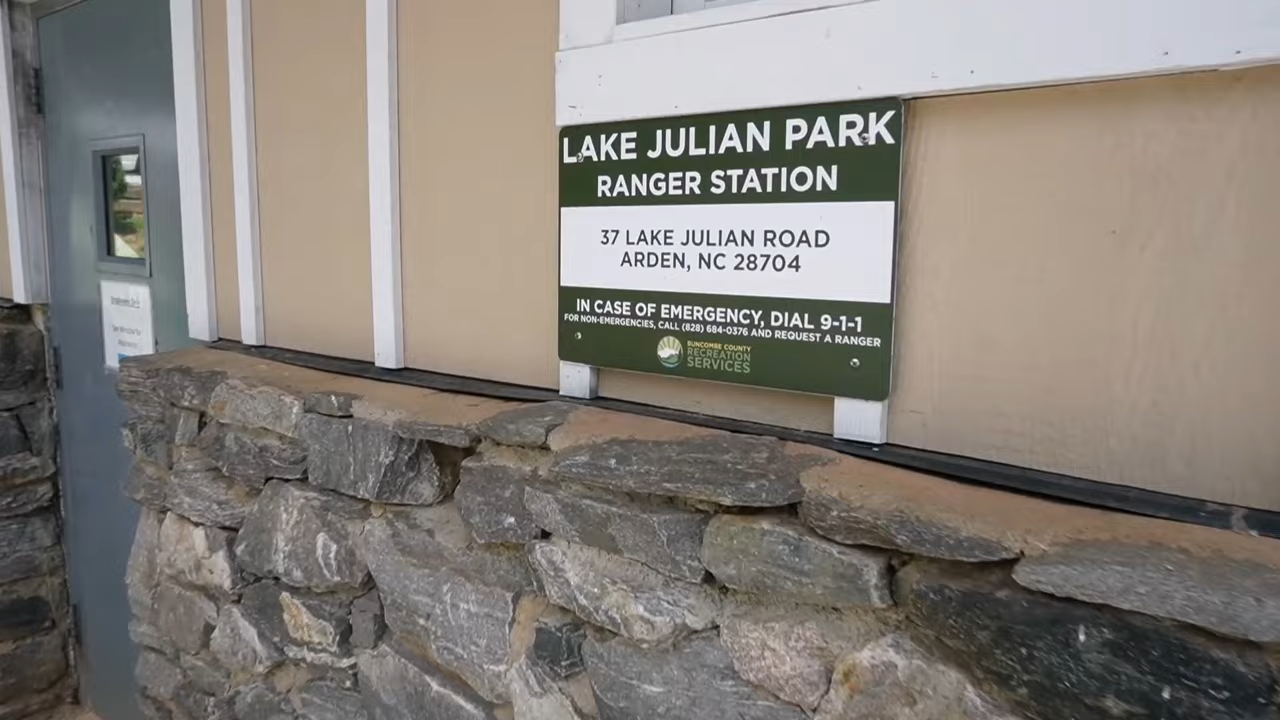 LAKE JULIAN PARK
RANGER STATION
37 LAKE JULIAN ROAD
ARDEN, NC 28704
IN CASE OF EMERGENCY, DIAL 9-1-1
FOR NON-EMERGENCIES, CALL (828) 684-0376 AND REQUEST A RANGER
BUNCOMBE COUNTY
RECREATION
SERVICES